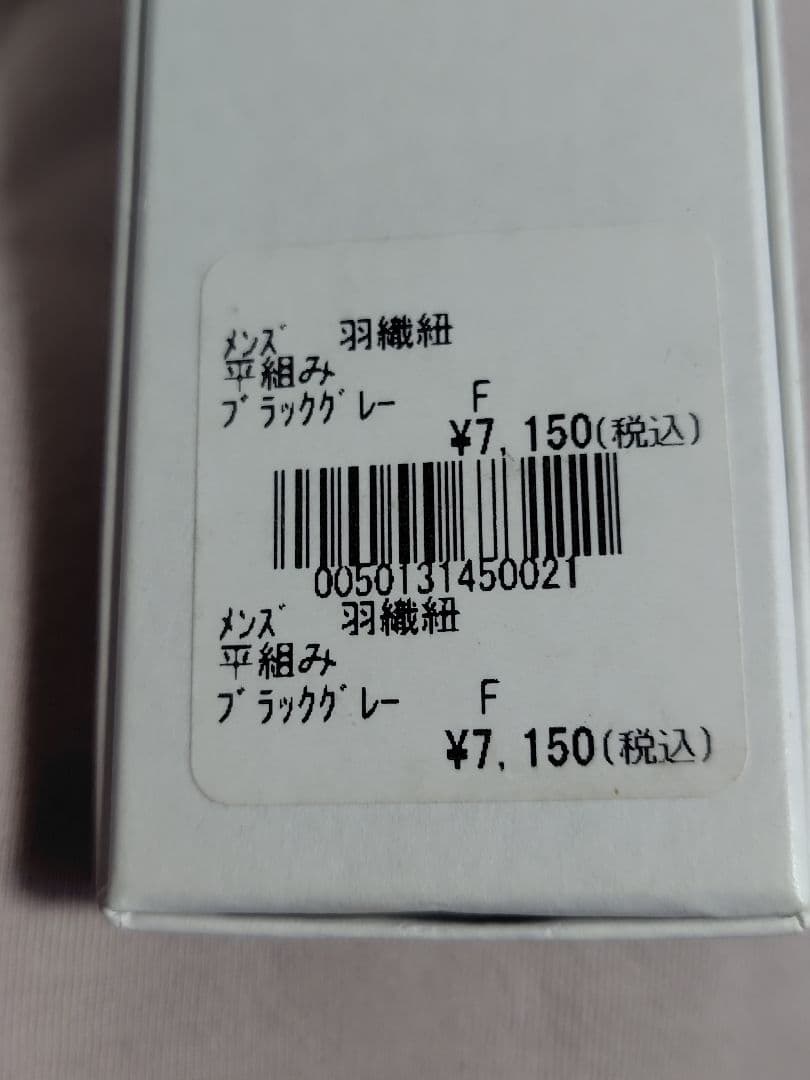 ﾒﾝｽﾞ 羽織紐
平組み
ﾌﾞﾗｯｸｸﾞﾚｰ F
¥7,150(税込)
0050131450021
ﾒﾝｽﾞ 羽織紐
平組み
ﾌﾞﾗｯｸｸﾞﾚｰ F
¥7,150(税込)